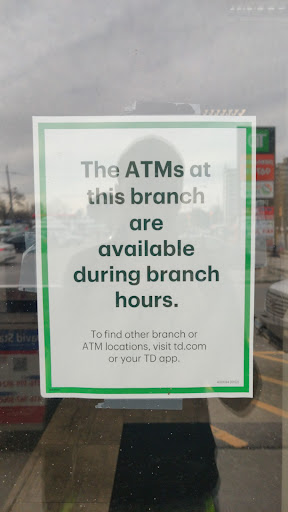 The ATMs at
this branch
are
available
during branch
hours.
To find other branch or
ATM locations, visit td.com
or your TD app.